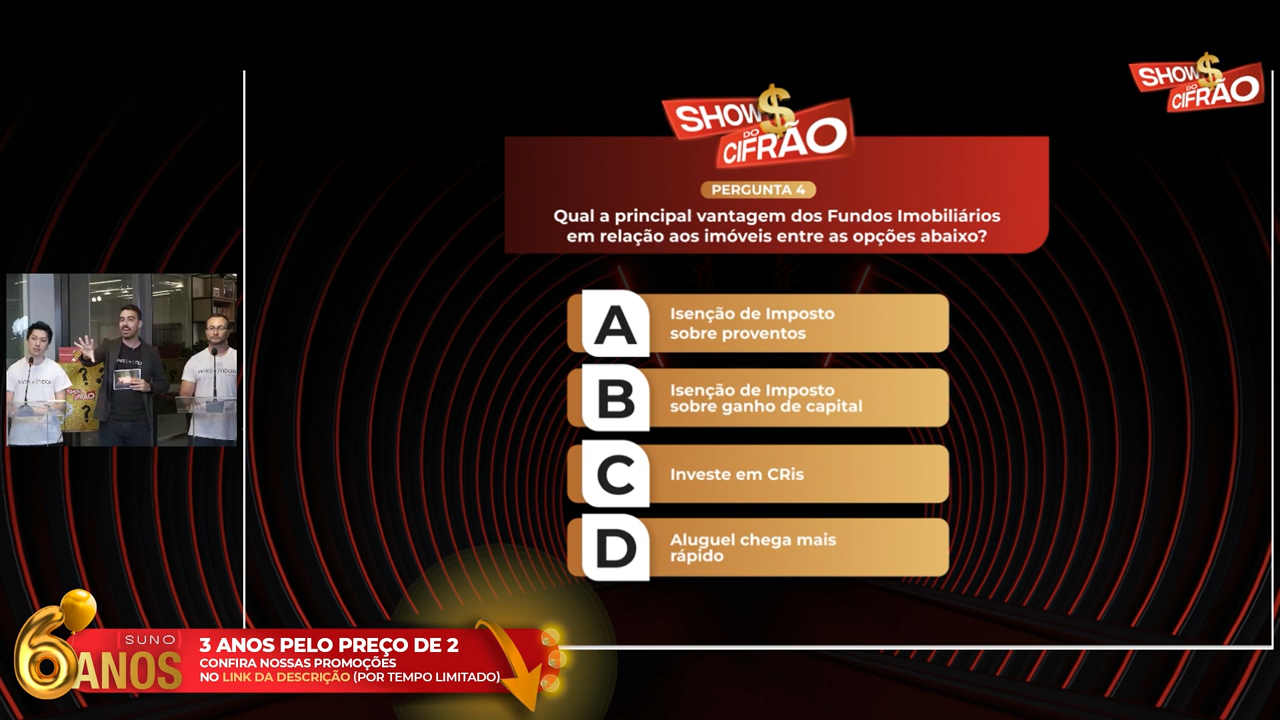 SHOW$
DO
CIFRÃO
SHOW$
DO
CIFRÃO
PERGUNTA 4
Qual a principal vantagem dos Fundos Imobiliários
em relação aos imóveis entre as opções abaixo?
A
Isenção de Imposto
sobre proventos
B
Isenção de Imposto
sobre ganho de capital
C
Investe em CRis
D
Aluguel chega mais
rápido
?
?
6
SUNO
ANOS
3 ANOS PELO PREÇO DE 2
CONFIRA NOSSAS PROMOÇÕES
NO LINK DA DESCRIÇÃO (POR TEMPO LIMITADO)